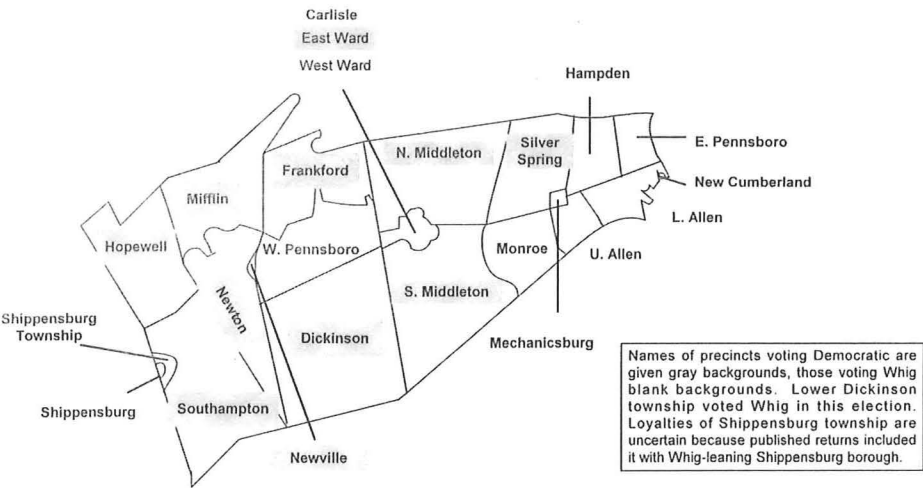 Carlisle
East Ward
West Ward
Hampden
E. Pennsboro
New Cumberland
L. Allen
U. Allen
Silver
Spring
N. Middleton
Frankford
Mifflin
Hopewell
W. Pennsboro
Monroe
S. Middleton
Newton
Dickinson
Mechanicsburg
Shippensburg
Township
Shippensburg
Southampton
Newville
Names of precincts voting Democratic are
given gray backgrounds, those voting Whig
blank backgrounds. Lower Dickinson
township voted Whig in this election.
Loyalties of Shippensburg township are
uncertain because published returns included
it with Whig-leaning Shippensburg borough.